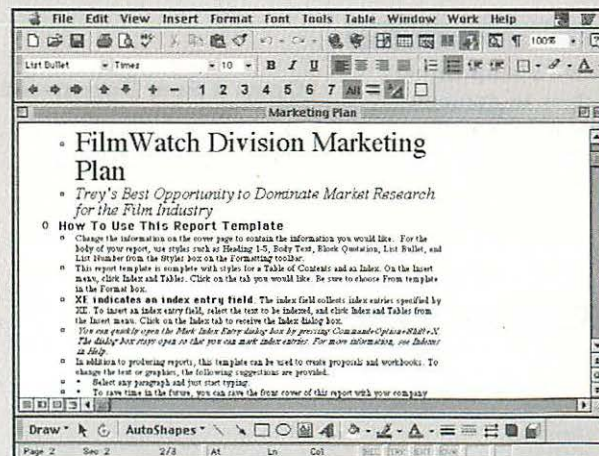 File Edit View Insert Format Font Tools Table Window Work Help
100%
List Bullet Times 10 B I U
1 2 3 4 5 6 7 All
Marketing Plan
FilmWatch Division Marketing
Plan
Trey's Best Opportunity to Dominate Market Research
for the Film Industry
How To Use This Report Template
Change the information on the cover page to contain the information you would like. For the
body of your report, use styles such as Heading 1-5, Body Text, Block Quotation, List Bullet, and
List Number from the Styles box on the Formatting toolbar.
This report template is complete with styles for a Table of Contents and an Index. On the Insert
menu, click Index and Tables. Click on the tab you would like. Be sure to choose From template
in the Format box.
XE indicates an index entry field. The index field collects index entries specified by
XE. To insert an index entry field, select the text to be indexed, and click Index and Tables from
the Insert menu. Click on the Index tab to receive the Index dialog box.
You can quickly open the Mark Index Entry dialog box by pressing Command+Option+Shift+X.
The dialog box stays open so that you can mark index entries. For more information, see Indexes
in Help.
In addition to producing reports, this template can be used to create proposals and workbooks. To
change the text or graphics, the following suggestions are provided.
Select any paragraph and just start typing.
To save time in the future, you can save the front cover of this report with your company
Draw AutoShapes
Page 2 Sec 2 2/3 At Ln Col REC TRK EXT OVR